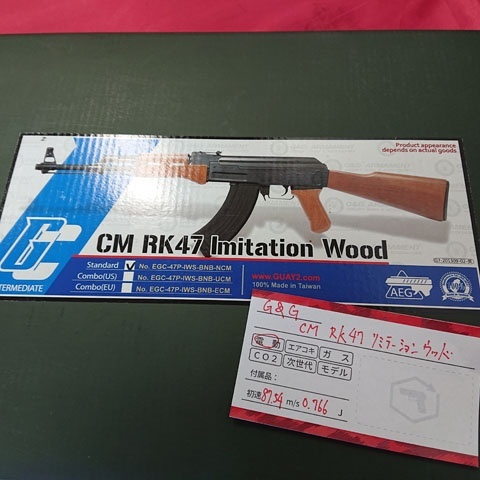 Product appearance
depends on actual goods
GC
INTERMEDIATE
CM RK47 Imitation Wood
Standard ✓ No. EGC-47P-IWS-BNB-NCM
Combo(US) No. EGC-47P-IWS-BNB-UCM
Combo(EU) No. EGC-47P-IWS-BNB-ECM
www.GUAY2.com
100% Made in Taiwan
AEG
G&G
CM RK47 リミテーションウッド
電動 エアコキ ガス
CO2 次世代 モデル
付属品:
初速 87.54 m/s 0.766 J